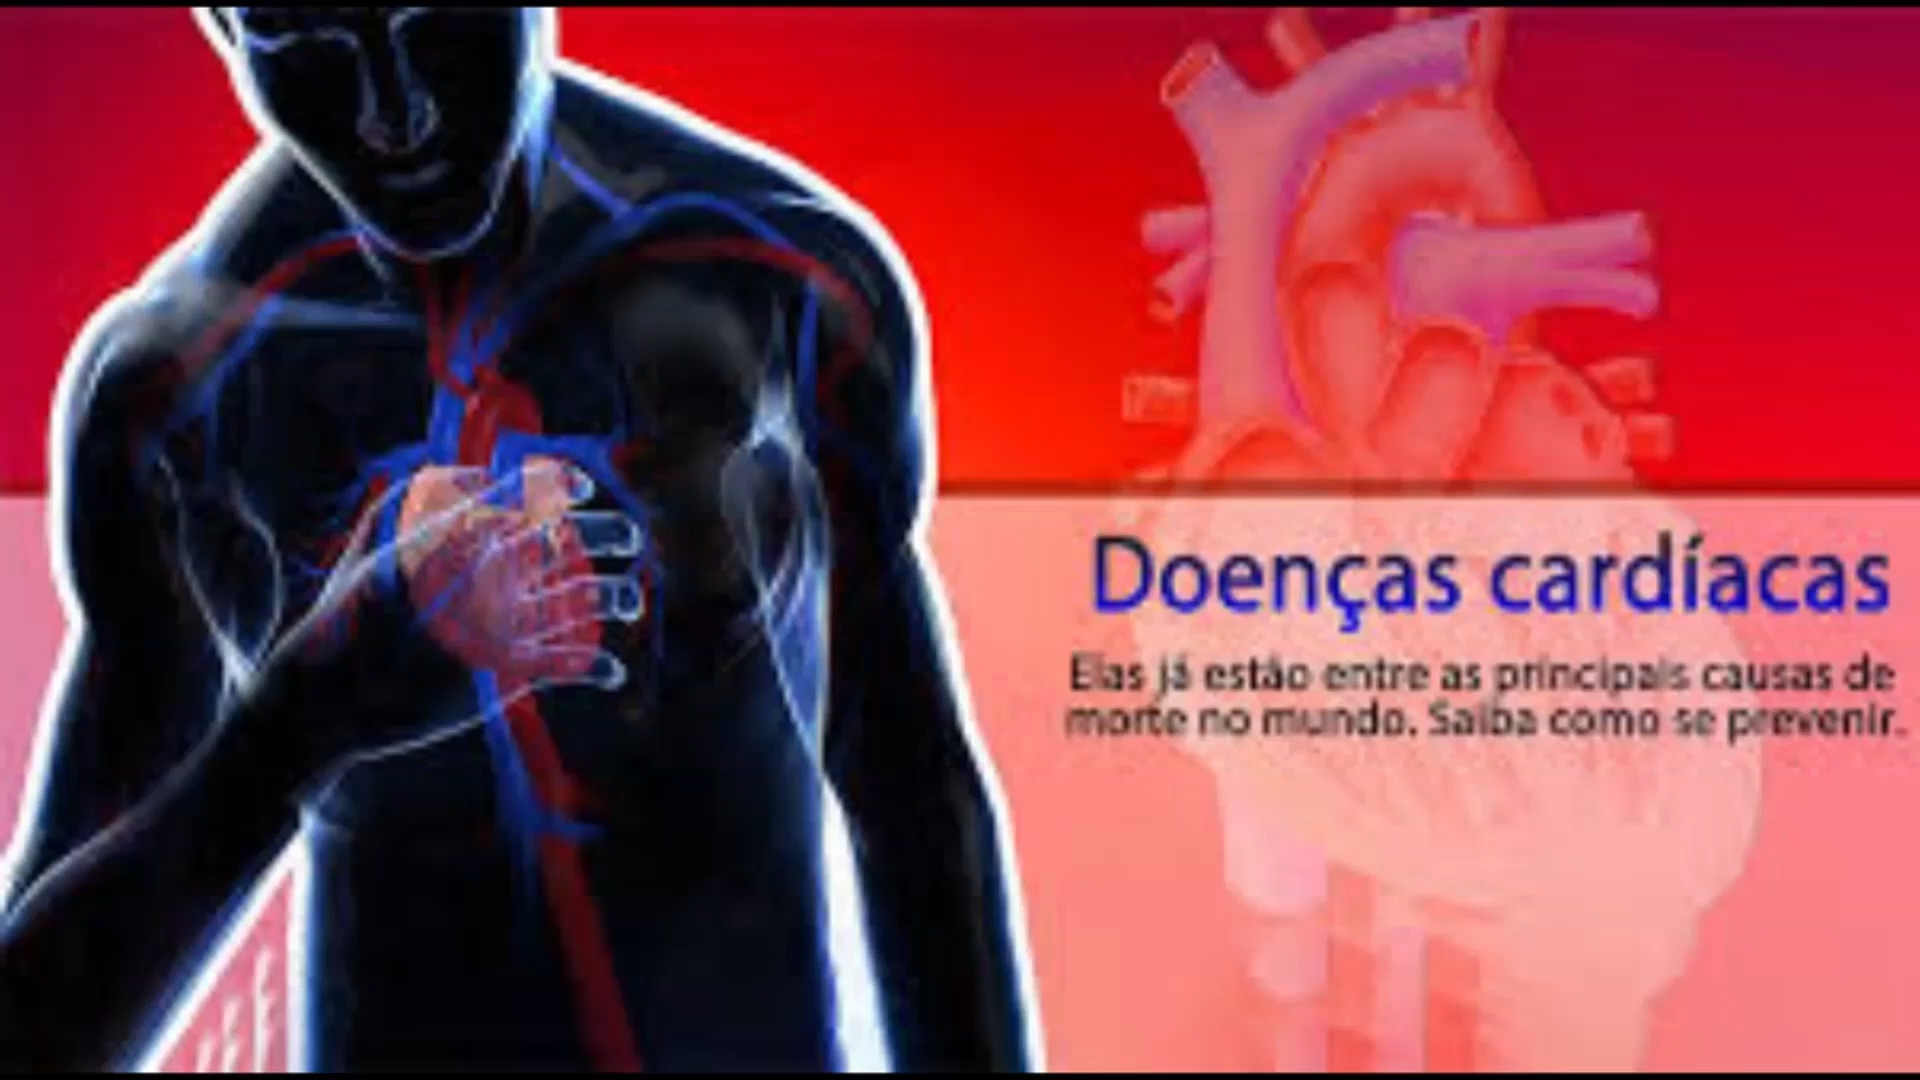 Doenças cardíacas
Elas já estão entre as principais causas de
morte no mundo. Saiba como se prevenir.